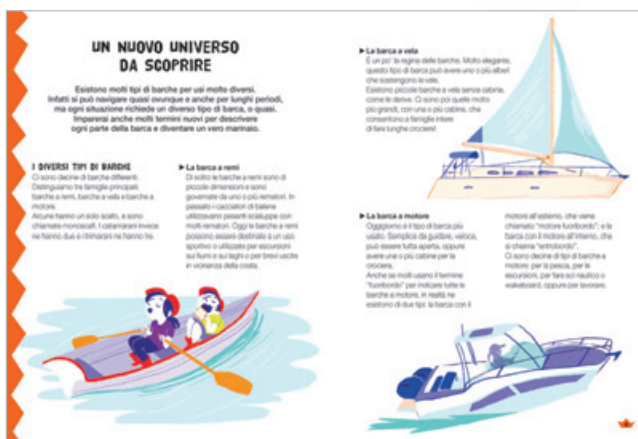 UN NUOVO UNIVERSO
DA SCOPRIRE
Esistono molti tipi di barche per usi molto diversi.
Infatti si può navigare quasi ovunque e anche per lunghi periodi,
ma ogni situazione richiede un diverso tipo di barca, o quasi.
Imparerai anche molti termini nuovi per descrivere
ogni parte della barca e diventare un vero marinaio.
I DIVERSI TIPI DI BARCHE
Ci sono decine di barche differenti.
Distinguiamo tre famiglie principali:
barche a remi, barche a vela e barche a
motore.
Alcune hanno un solo scafo, e sono
chiamate monoscafi. I catamarani invece
ne hanno due e i trimarani ne hanno tre.
▶ La barca a remi
Di solito le barche a remi sono di
piccole dimensioni e sono
governate da uno o più rematori. In
passato i cacciatori di balene
utilizzavano pesanti scialuppe con
molti rematori. Oggi le barche a remi
possono essere destinate a un uso
sportivo o utilizzate per escursioni
sui fiumi e sui laghi o per brevi uscite
in vicinanza della costa.
▶ La barca a vela
È un po' la regina delle barche. Molto elegante,
questo tipo di barca può avere uno o più alberi
che sostengono le vele.
Esistono piccole barche a vela senza cabina,
come le derive. Ci sono poi quelle molto
più grandi, con una o più cabine, che
consentono a famiglie intere
di fare lunghe crociere!
▶ La barca a motore
Oggigiorno è il tipo di barca più
usato. Semplice da guidare, veloce,
può essere tutta aperta, oppure
avere una o più cabine per la
crociera.
Anche se molti usano il termine
"fuoribordo" per indicare tutte le
barche a motore, in realtà ne
esistono di due tipi: la barca con il
motore all'esterno, che viene
chiamato "motore fuoribordo"; e la
barca con il motore all'interno, che
si chiama "entrobordo".
Ci sono decine di tipi di barche a
motore: per la pesca, per le
escursioni, per fare sci nautico o
wakeboard, oppure per lavorare.